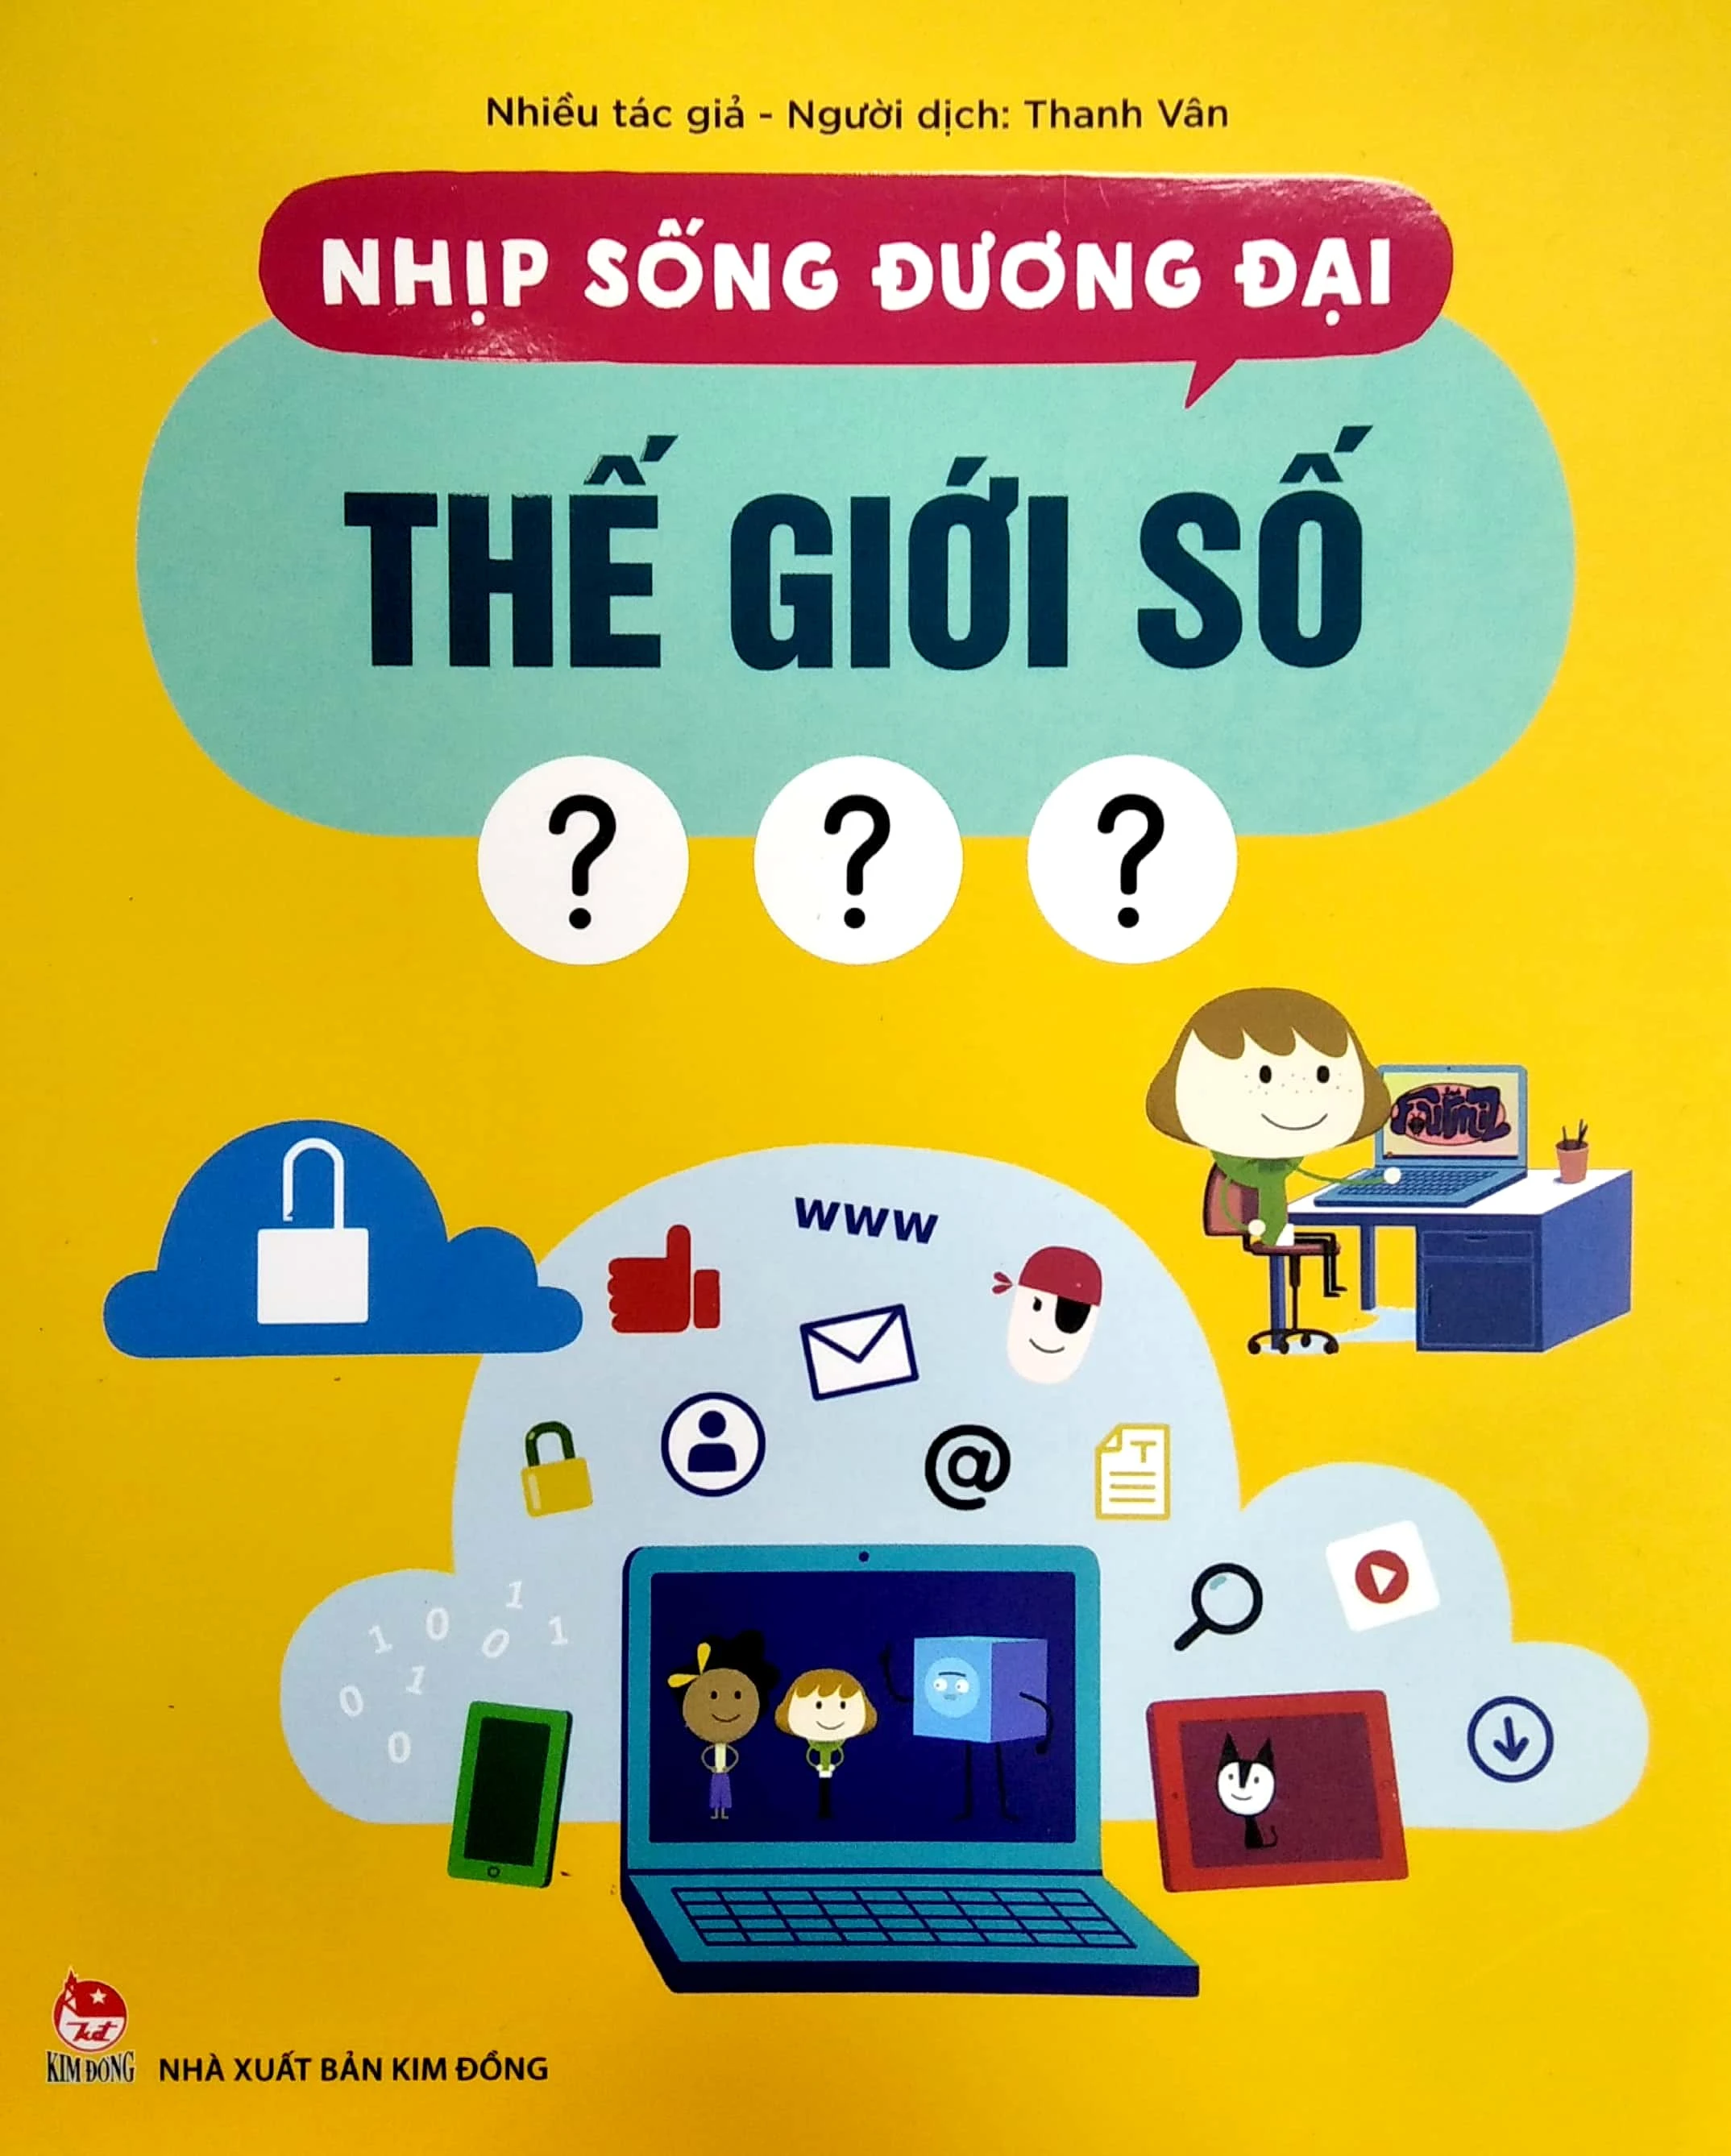 Nhiều tác giả - Người dịch: Thanh Vân
NHỊP SỐNG ĐƯƠNG ĐẠI
THẾ GIỚI SỐ
? ? ?
www
@
T
1 0 1 0 1
0 1
0
kđ
KIM ĐỒNG
NHÀ XUẤT BẢN KIM ĐỒNG